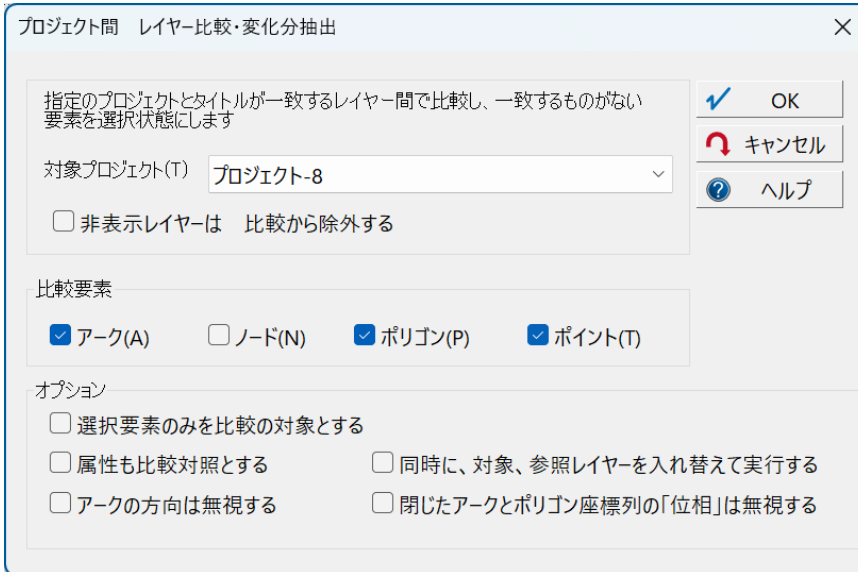 プロジェクト間　レイヤー比較・変化分抽出
指定のプロジェクトとタイトルが一致するレイヤー間で比較し、一致するものがない
要素を選択状態にします
対象プロジェクト(T)　プロジェクト-8
非表示レイヤーは　比較から除外する
OK
キャンセル
ヘルプ
比較要素
アーク(A)　ノード(N)　ポリゴン(P)　ポイント(T)
オプション
選択要素のみを比較の対象とする
属性も比較対照とする　同時に、対象、参照レイヤーを入れ替えて実行する
アークの方向は無視する　閉じたアークとポリゴン座標列の「位相」は無視する